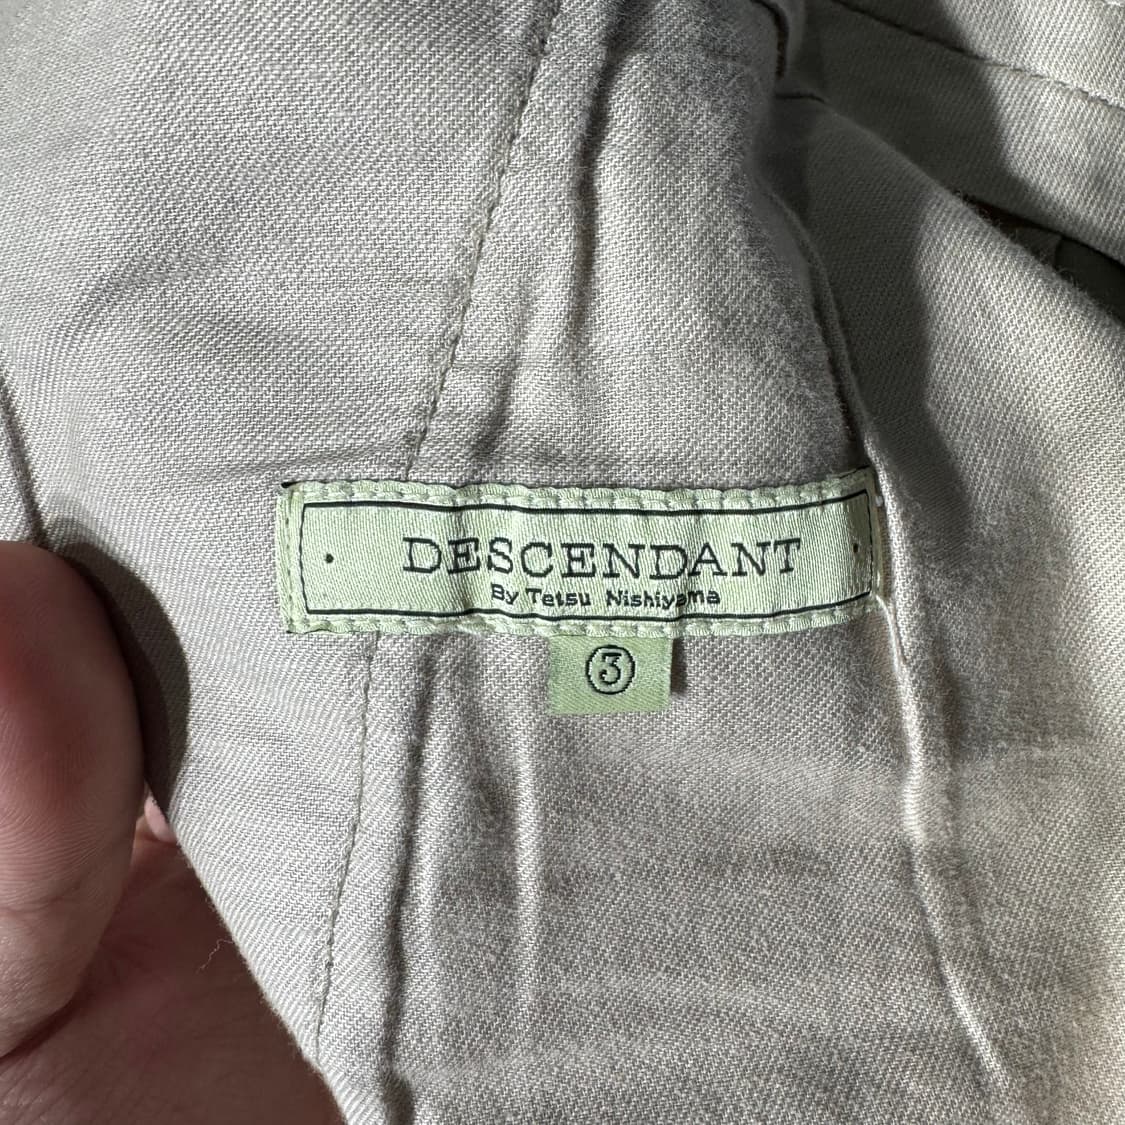 DESCENDANT
By Tetsu Nishiyama
③